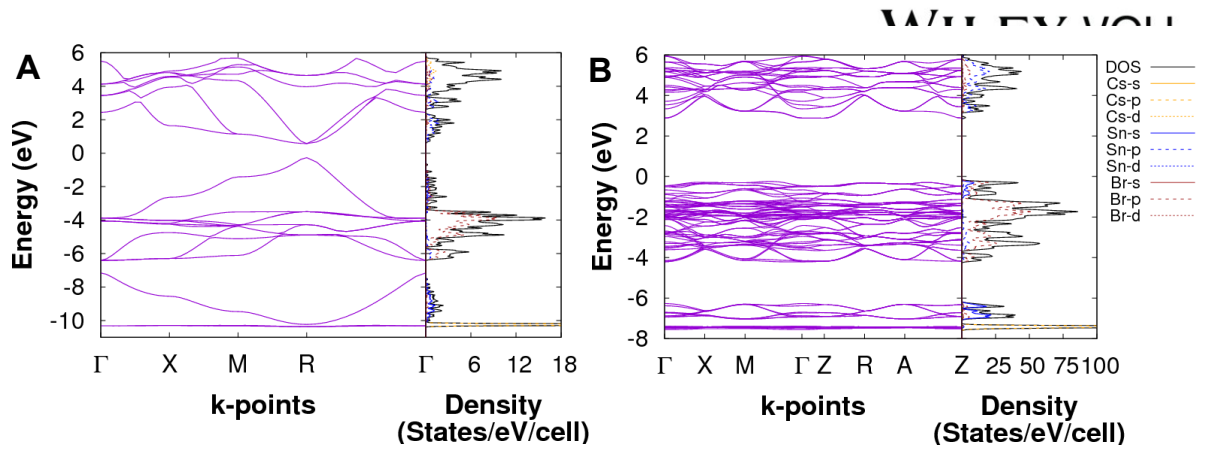 A
Energy (eV)
6
4
2
0
-2
-4
-6
-8
-10
Γ X M R Γ 6 12 18
k-points
Density
(States/eV/cell)
B
Energy (eV)
6
4
2
0
-2
-4
-6
-8
Γ X M Γ Z R A Z 25 50 75 100
k-points
Density
(States/eV/cell)
DOS
Cs-s
Cs-p
Cs-d
Sn-s
Sn-p
Sn-d
Br-s
Br-p
Br-d